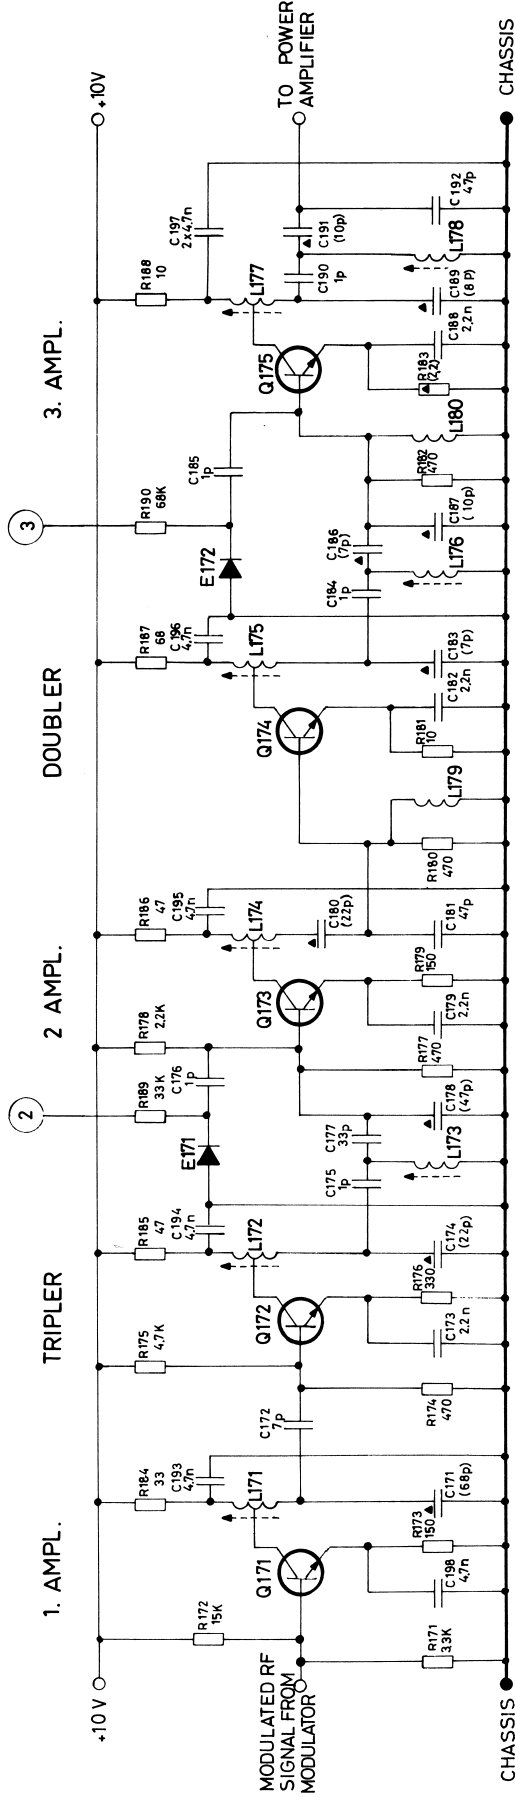 1. AMPL.
TRIPLER
2 AMPL.
DOUBLER
3. AMPL.
2
3
+10V
+10V
MODULATED RF
SIGNAL FROM
MODULATOR
TO POWER
AMPLIFIER
CHASSIS
CHASSIS
R172
15K
R171
3,3K
Q171
C198
4,7n
R173
150
C171
(68p)
R184
33
C193
4,7n
L171
C172
7p
R175
4,7K
R174
470
Q172
C173
2,2n
R176
330
C174
(22p)
R185
47
C194
4,7n
L172
E171
C175
1p
L173
C177
33p
C178
(47p)
R189
33K
C176
1p
R178
2,2K
R177
470
Q173
C179
2,2n
R179
150
R186
47
C195
4,7n
L174
C180
(22p)
C181
47p
R180
470
L179
Q174
R181
10
C182
2,2n
C183
(7p)
R187
68
C196
4,7n
L175
E172
C184
1p
L176
C186
(7p)
C187
(10p)
R190
68K
C185
1p
R182
470
L180
Q175
R183
(2,2)
C188
2,2n
C189
(8P)
R188
10
L177
C197
2x4,7n
C190
1p
L178
C191
(10p)
C192
47p